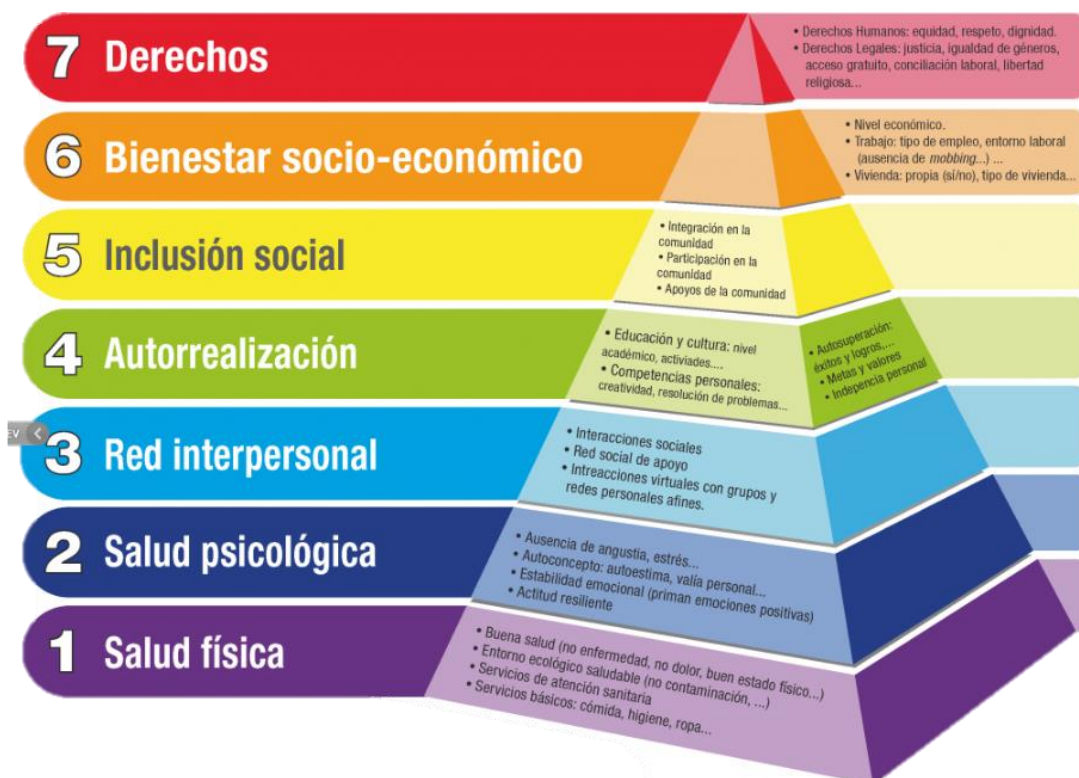 7 Derechos
• Derechos Humanos: equidad, respeto, dignidad.
• Derechos Legales: justicia, igualdad de géneros,
acceso gratuito, conciliación laboral, libertad
religiosa...
6 Bienestar socio-económico
• Nivel económico.
• Trabajo: tipo de empleo, entorno laboral
(ausencia de mobbing...) ...
• Vivienda: propia (sí/no), tipo de vivienda...
5 Inclusión social
• Integración en la
comunidad
• Participación en la
comunidad
• Apoyos de la comunidad
4 Autorrealización
• Educación y cultura: nivel
académico, activiades....
• Competencias personales:
creatividad, resolución de problemas...
• Autosuperación:
éxitos y logros,...
• Metas y valores
• Indepencia personal
EV
3 Red interpersonal
• Interacciones sociales
• Red social de apoyo
• Intreacciones virtuales con grupos y
redes personales afines.
2 Salud psicológica
• Ausencia de angustia, estrés...
• Autoconcepto: autoestima, valía personal...
• Estabilidad emocional (priman emociones positivas)
• Actitud resiliente
1 Salud física
• Buena salud (no enfermedad, no dolor, buen estado físico...)
• Entorno ecológico saludable (no contaminación, ...)
• Servicios de atención sanitaria
• Servicios básicos: cómida, higiene, ropa...